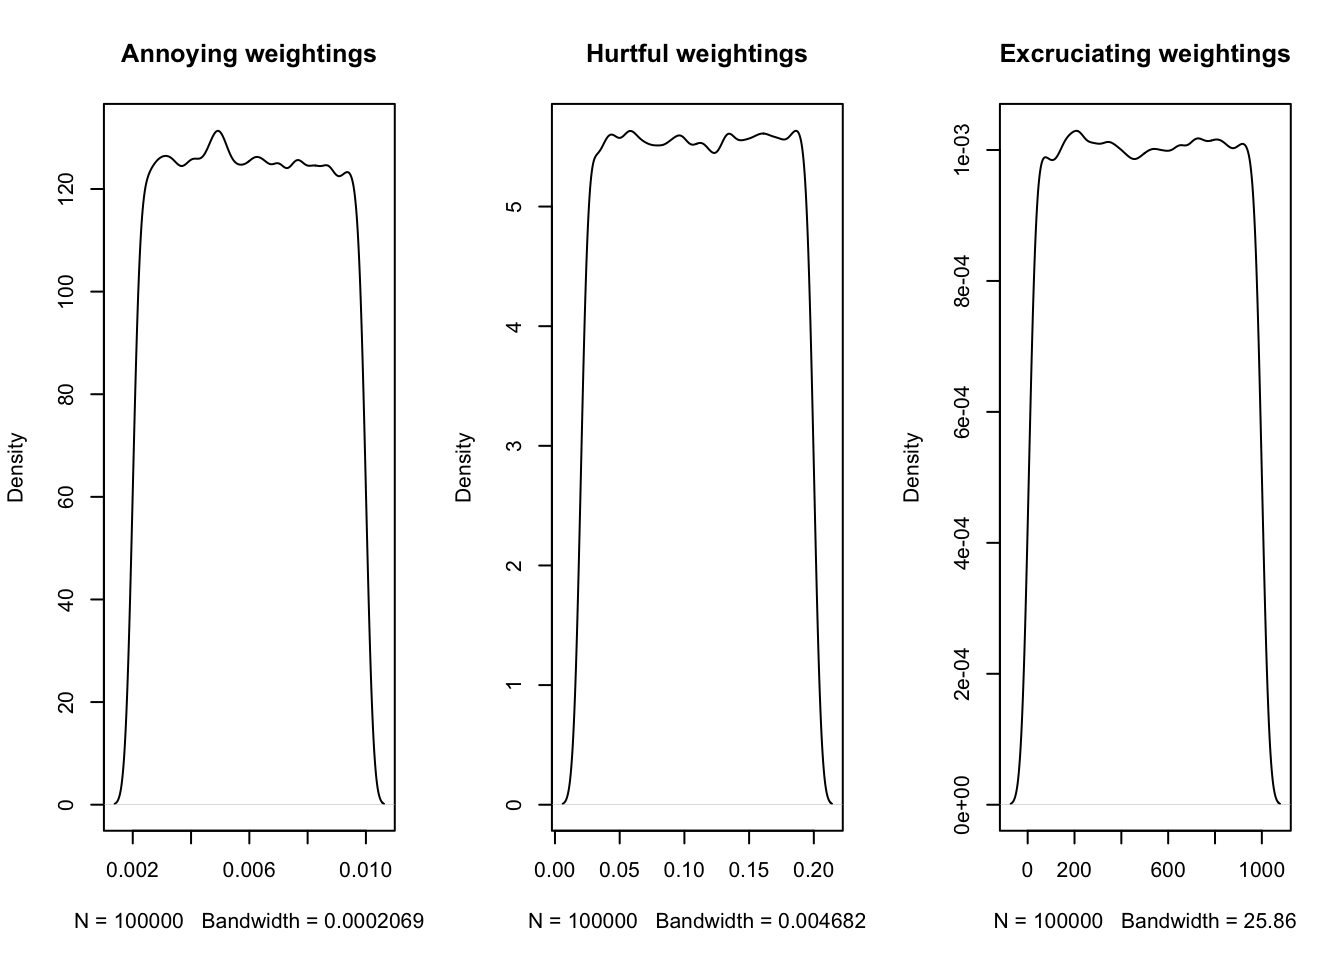 Annoying weightings
Density
0 20 40 60 80 100 120
0.002 0.006 0.010
N = 100000 Bandwidth = 0.0002069
Hurtful weightings
Density
0 1 2 3 4 5
0.00 0.05 0.10 0.15 0.20
N = 100000 Bandwidth = 0.004682
Excruciating weightings
Density
0e+00 2e-04 4e-04 6e-04 8e-04 1e-03
0 200 600 1000
N = 100000 Bandwidth = 25.86